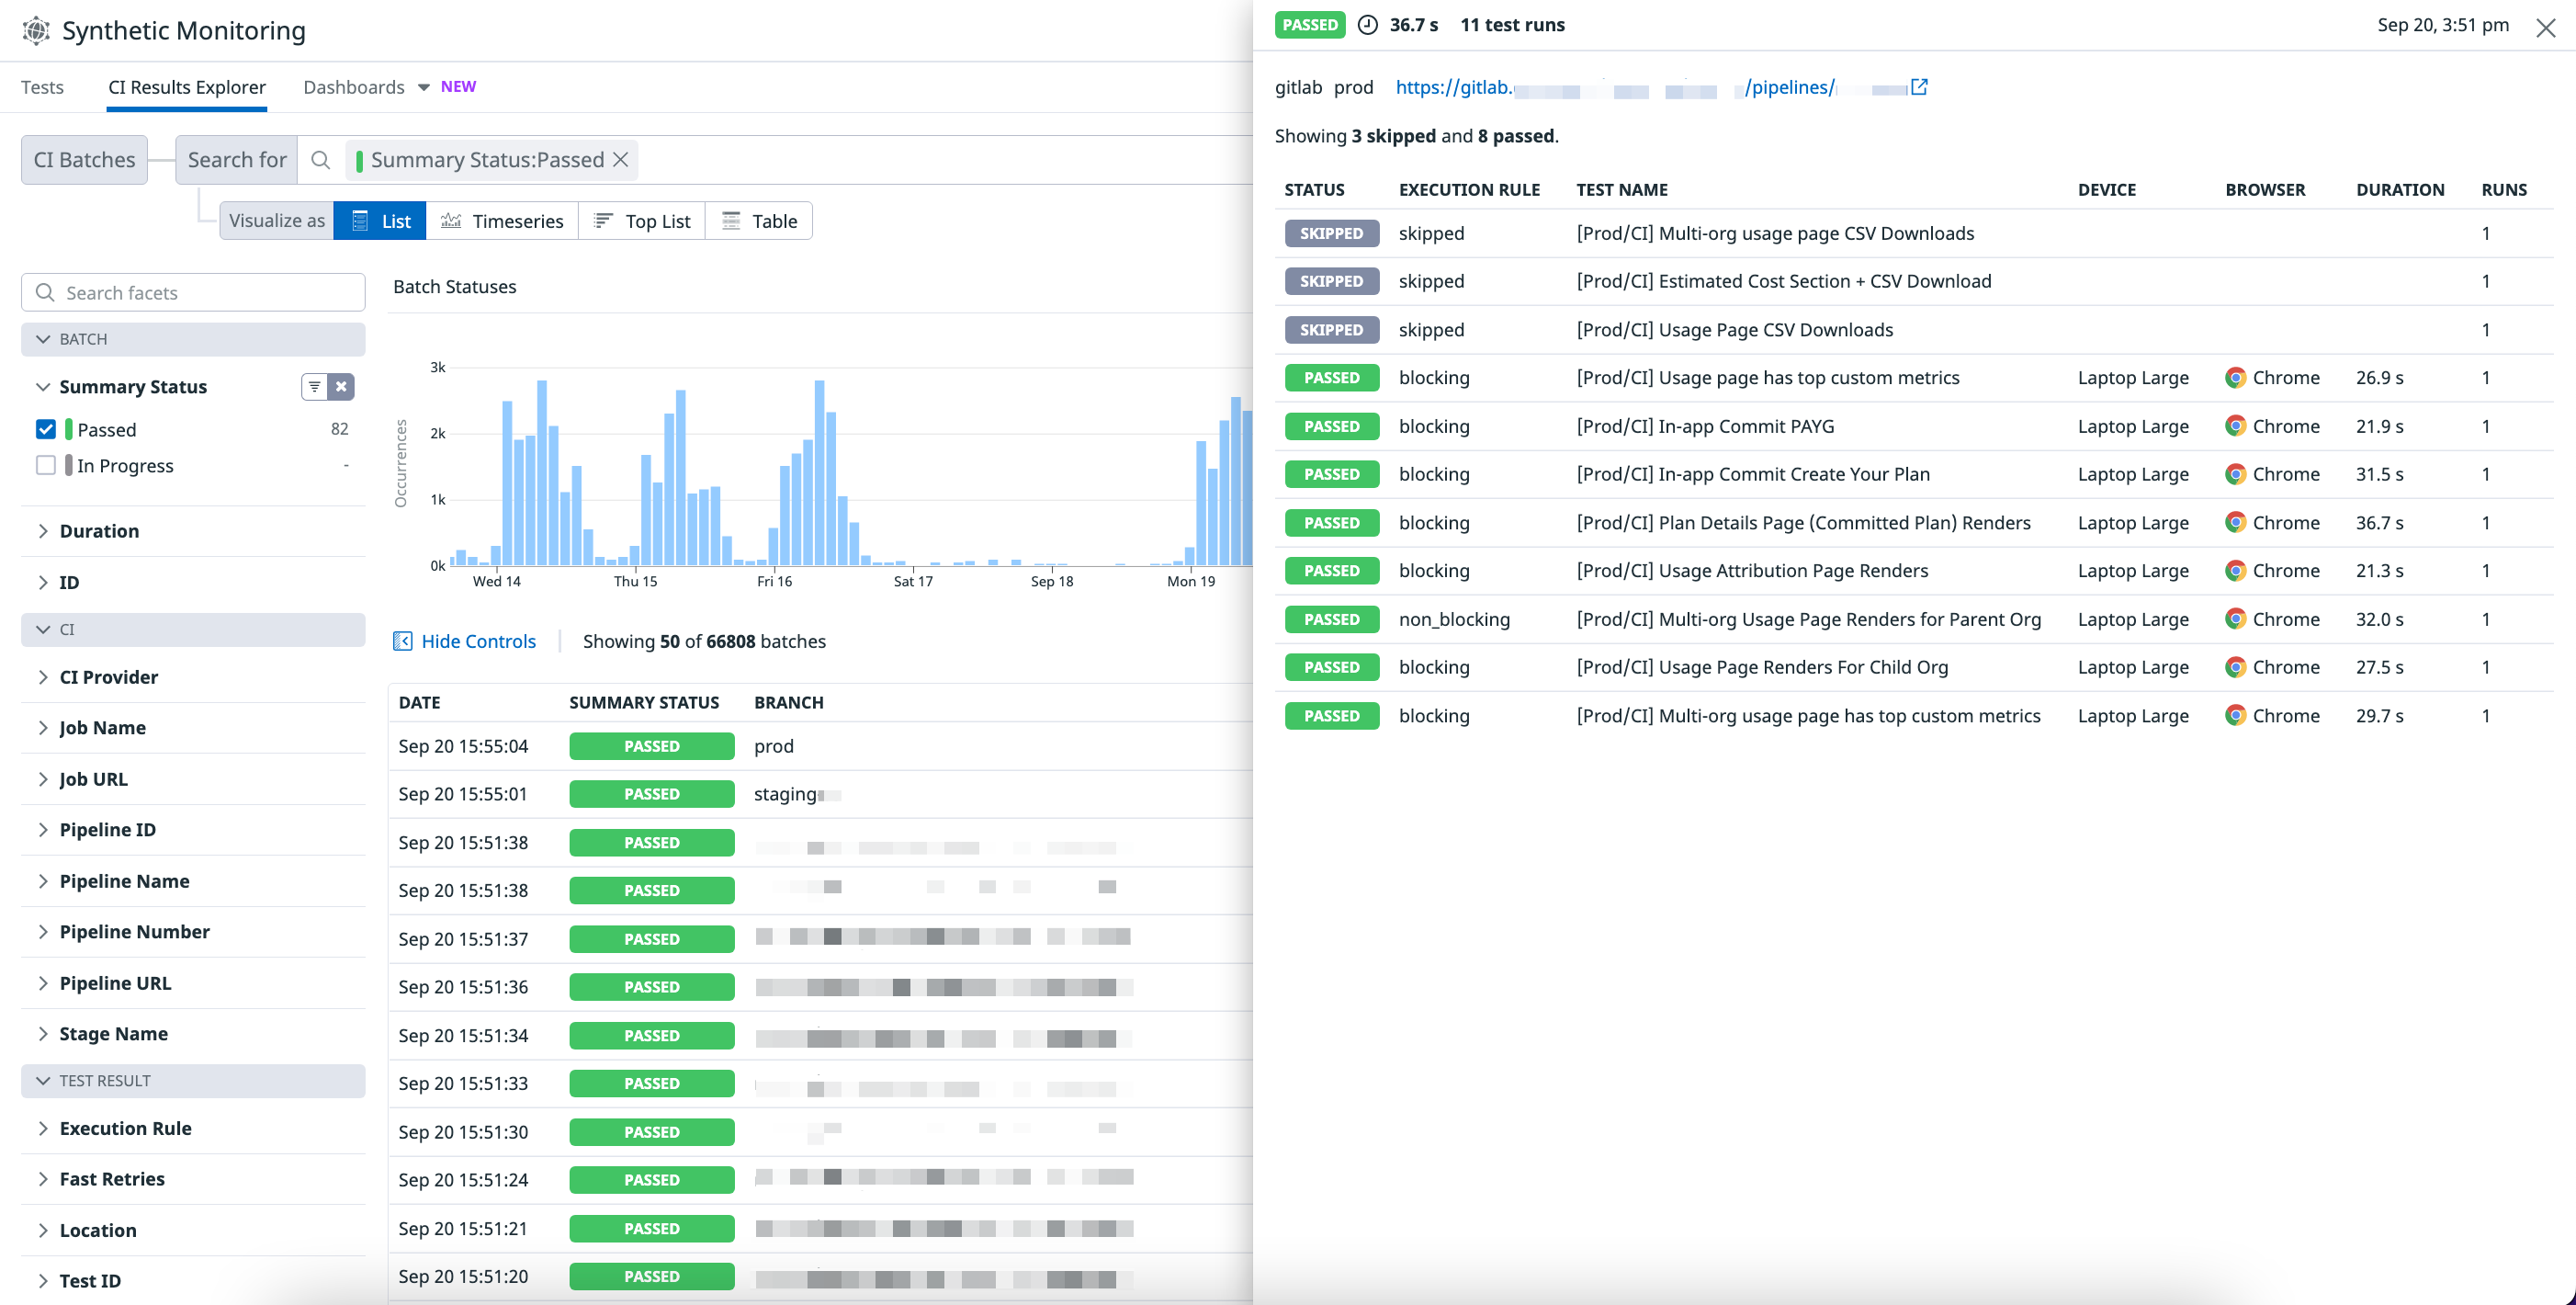 Synthetic Monitoring
Tests CI Results Explorer Dashboards NEW
CI Batches Search for Summary Status:Passed
Visualize as List Timeseries Top List Table
Search facets
BATCH
Summary Status
Passed 82
In Progress -
Duration
ID
CI
CI Provider
Job Name
Job URL
Pipeline ID
Pipeline Name
Pipeline Number
Pipeline URL
Stage Name
TEST RESULT
Execution Rule
Fast Retries
Location
Test ID
Batch Statuses
Occurrences
3k
2k
1k
0k
Wed 14 Thu 15 Fri 16 Sat 17 Sep 18 Mon 19
Hide Controls Showing 50 of 66808 batches
DATE SUMMARY STATUS BRANCH
Sep 20 15:55:04 PASSED prod
Sep 20 15:55:01 PASSED staging
Sep 20 15:51:38 PASSED
Sep 20 15:51:38 PASSED
Sep 20 15:51:37 PASSED
Sep 20 15:51:36 PASSED
Sep 20 15:51:34 PASSED
Sep 20 15:51:33 PASSED
Sep 20 15:51:30 PASSED
Sep 20 15:51:24 PASSED
Sep 20 15:51:21 PASSED
Sep 20 15:51:20 PASSED
PASSED 36.7 s 11 test runs Sep 20, 3:51 pm
gitlab prod https://gitlab. /pipelines/
Showing 3 skipped and 8 passed.
STATUS EXECUTION RULE TEST NAME DEVICE BROWSER DURATION RUNS
SKIPPED skipped [Prod/CI] Multi-org usage page CSV Downloads 1
SKIPPED skipped [Prod/CI] Estimated Cost Section + CSV Download 1
SKIPPED skipped [Prod/CI] Usage Page CSV Downloads 1
PASSED blocking [Prod/CI] Usage page has top custom metrics Laptop Large Chrome 26.9 s 1
PASSED blocking [Prod/CI] In-app Commit PAYG Laptop Large Chrome 21.9 s 1
PASSED blocking [Prod/CI] In-app Commit Create Your Plan Laptop Large Chrome 31.5 s 1
PASSED blocking [Prod/CI] Plan Details Page (Committed Plan) Renders Laptop Large Chrome 36.7 s 1
PASSED blocking [Prod/CI] Usage Attribution Page Renders Laptop Large Chrome 21.3 s 1
PASSED non_blocking [Prod/CI] Multi-org Usage Page Renders for Parent Org Laptop Large Chrome 32.0 s 1
PASSED blocking [Prod/CI] Usage Page Renders For Child Org Laptop Large Chrome 27.5 s 1
PASSED blocking [Prod/CI] Multi-org usage page has top custom metrics Laptop Large Chrome 29.7 s 1